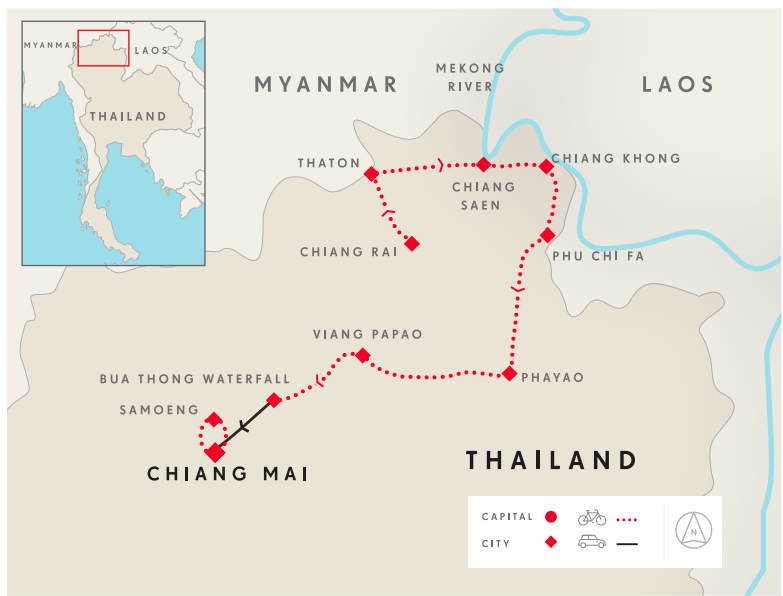 MYANMAR
LAOS
THAILAND
MYANMAR
MEKONG
RIVER
LAOS
THATON
CHIANG KHONG
CHIANG
SAEN
CHIANG RAI
PHU CHI FA
VIANG PAPAO
BUA THONG WATERFALL
PHAYAO
SAMOENG
CHIANG MAI
THAILAND
CAPITAL
CITY
N